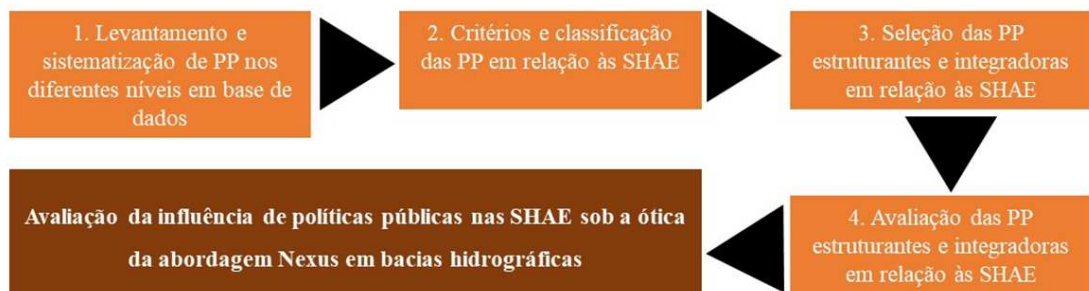 1. Levantamento e
sistematização de PP nos
diferentes níveis em base de
dados
2. Critérios e classificação
das PP em relação às SHAE
3. Seleção das PP
estruturantes e integradoras
em relação às SHAE
4. Avaliação das PP
estruturantes e integradoras
em relação às SHAE
Avaliação da influência de políticas públicas nas SHAE sob a ótica
da abordagem Nexus em bacias hidrográficas